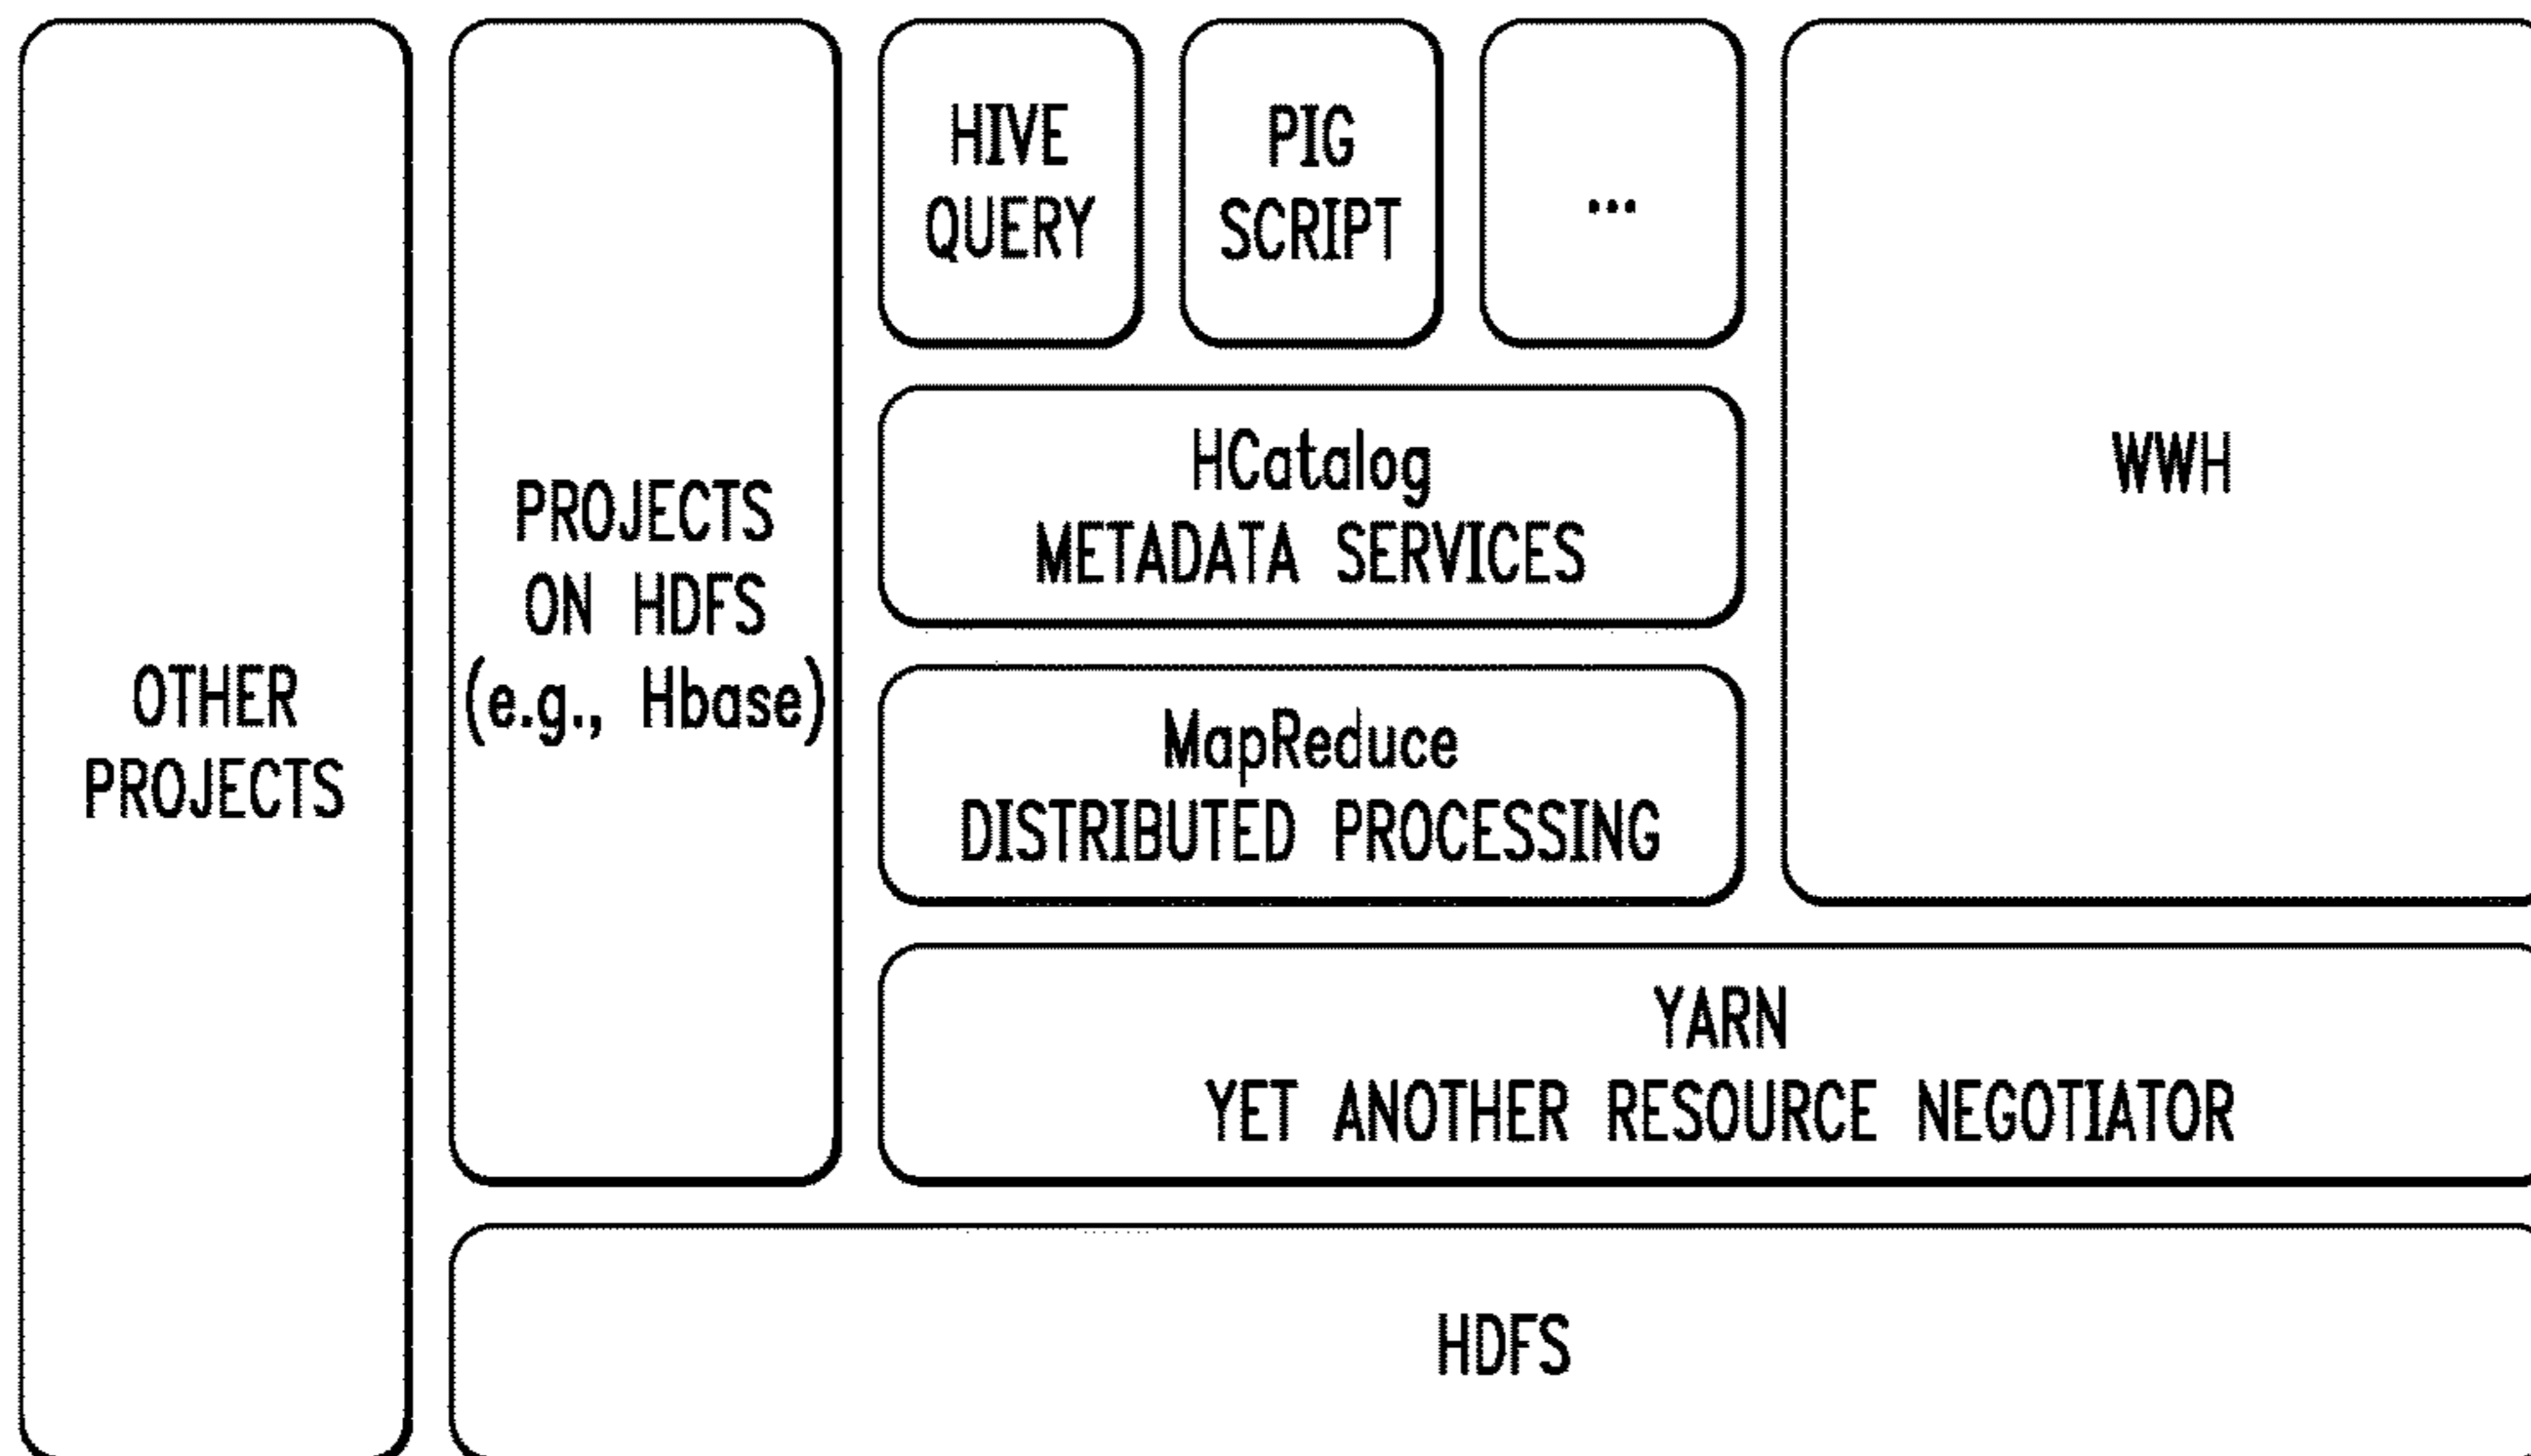 OTHER
PROJECTS
PROJECTS
ON HDFS
(e.g., Hbase)
HIVE
QUERY
PIG
SCRIPT
...
HCatalog
METADATA SERVICES
MapReduce
DISTRIBUTED PROCESSING
WWH
YARN
YET ANOTHER RESOURCE NEGOTIATOR
HDFS